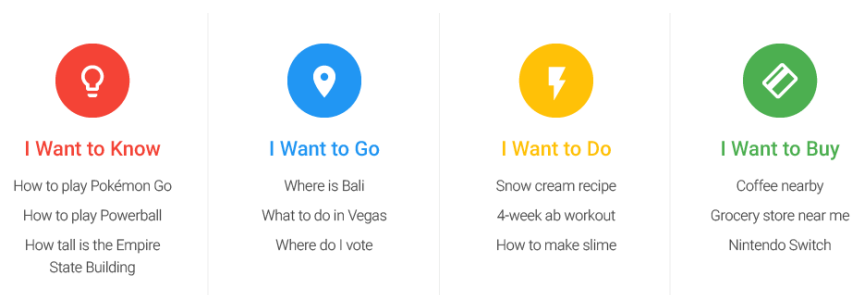 I Want to Know
How to play Pokémon Go
How to play Powerball
How tall is the Empire
State Building
I Want to Go
Where is Bali
What to do in Vegas
Where do I vote
I Want to Do
Snow cream recipe
4-week ab workout
How to make slime
I Want to Buy
Coffee nearby
Grocery store near me
Nintendo Switch